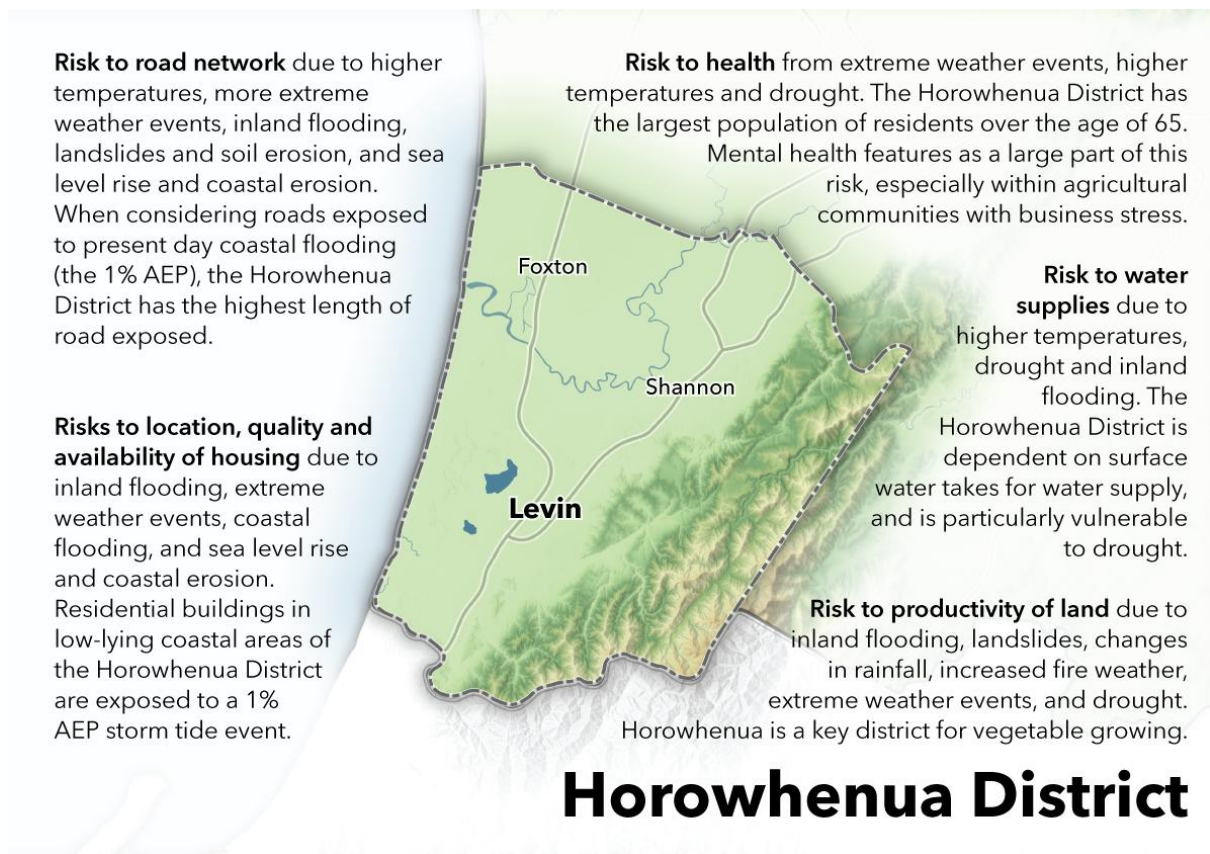 Risk to road network due to higher
temperatures, more extreme
weather events, inland flooding,
landslides and soil erosion, and sea
level rise and coastal erosion.
When considering roads exposed
to present day coastal flooding
(the 1% AEP), the Horowhenua
District has the highest length of
road exposed.
Risks to location, quality and
availability of housing due to
inland flooding, extreme
weather events, coastal
flooding, and sea level rise
and coastal erosion.
Residential buildings in
low-lying coastal areas of
the Horowhenua District
are exposed to a 1%
AEP storm tide event.
Foxton
Shannon
Levin
Risk to health from extreme weather events, higher
temperatures and drought. The Horowhenua District has
the largest population of residents over the age of 65.
Mental health features as a large part of this
risk, especially within agricultural
communities with business stress.
Risk to water
supplies due to
higher temperatures,
drought and inland
flooding. The
Horowhenua District is
dependent on surface
water takes for water supply,
and is particularly vulnerable
to drought.
Risk to productivity of land due to
inland flooding, landslides, changes
in rainfall, increased fire weather,
extreme weather events, and drought.
Horowhenua is a key district for vegetable growing.
Horowhenua District